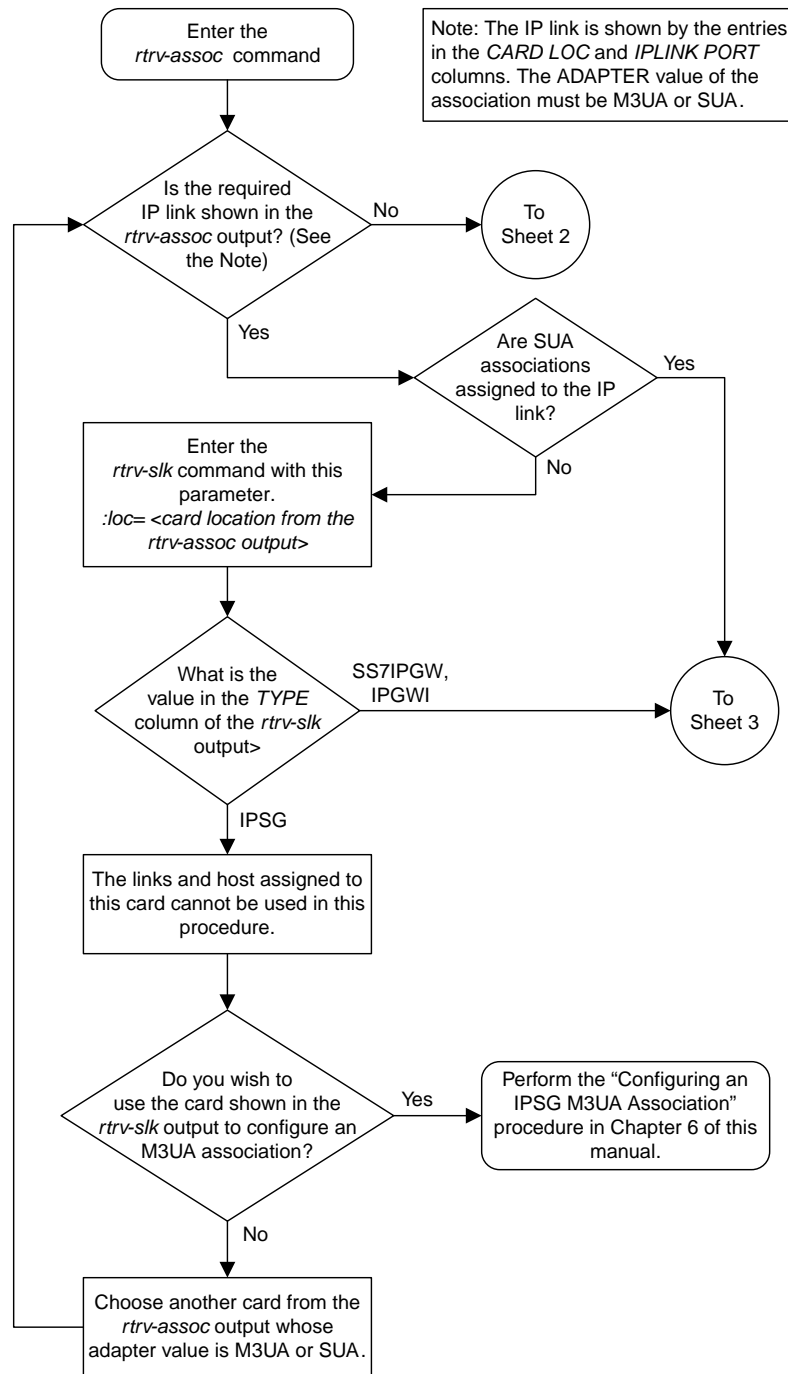 Enter the
rtrv-assoc command
Note: The IP link is shown by the entries
in the CARD LOC and IPLINK PORT
columns. The ADAPTER value of the
association must be M3UA or SUA.
Is the required
IP link shown in the
rtrv-assoc output? (See
the Note)
No
To
Sheet 2
Yes
Are SUA
associations
assigned to the IP
link?
Yes
No
Enter the
rtrv-slk command with this
parameter.
:loc= <card location from the
rtrv-assoc output>
What is the
value in the TYPE
column of the rtrv-slk
output>
SS7IPGW,
IPGWI
To
Sheet 3
IPSG
The links and host assigned to
this card cannot be used in this
procedure.
Do you wish to
use the card shown in the
rtrv-slk output to configure an
M3UA association?
Yes
Perform the “Configuring an
IPSG M3UA Association”
procedure in Chapter 6 of this
manual.
No
Choose another card from the
rtrv-assoc output whose
adapter value is M3UA or SUA.